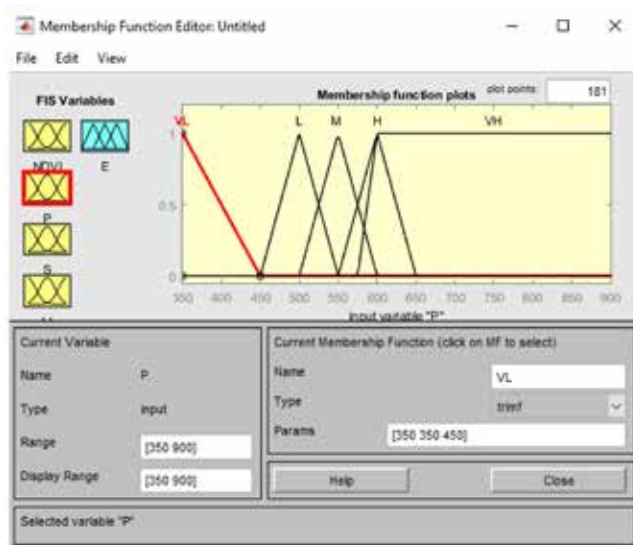 Membership Function Editor: Untitled
File Edit View
FIS Variables
Membership function plots
plot points: 181
NDVI E
P
S
VL L M H VH
1
0.5
0
350 400 450 500 550 600 650 700 750 800 850 900
input variable "P"
Current Variable
Name P
Type input
Range [350 900]
Display Range [350 900]
Current Membership Function (click on MF to select)
Name VL
Type trimf
Params [350 350 450]
Help Close
Selected variable "P"